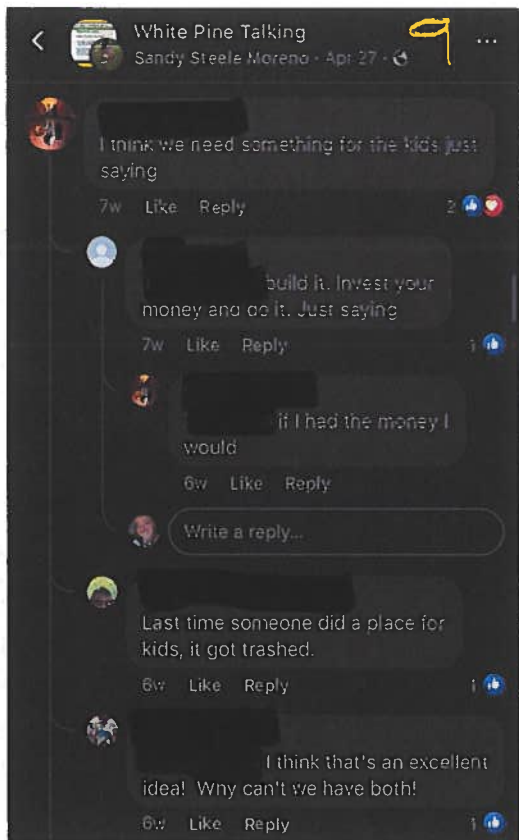 White Pine Talking
Sandy Steele Moreno · Apr 27 ·
9
I think we need something for the kids just
saying
7w Like Reply 2
build it. Invest your
money and do it. Just saying
7w Like Reply 1
if I had the money I
would
6w Like Reply
Write a reply...
Last time someone did a place for
kids, it got trashed.
6w Like Reply 1
I think that's an excellent
idea! Why can't we have both!
6w Like Reply 1